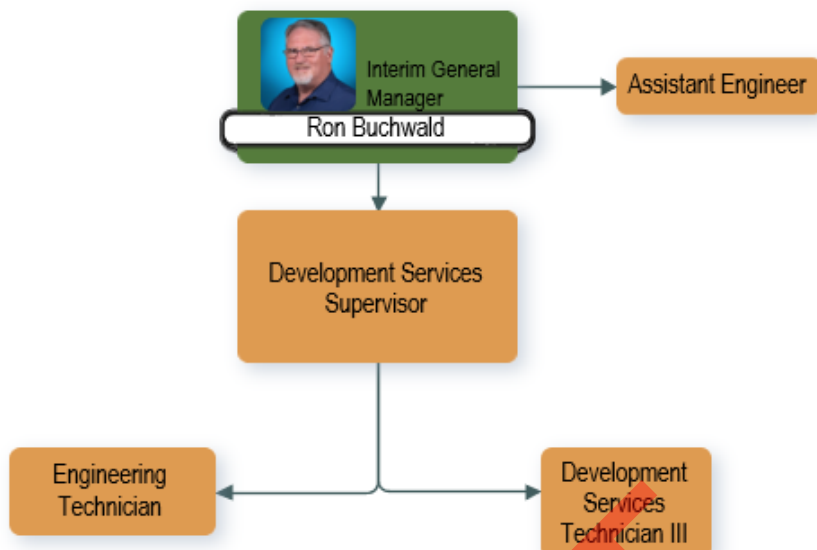 Interim General
Manager
Ron Buchwald
Assistant Engineer
Development Services
Supervisor
Engineering
Technician
Development
Services
Technician III